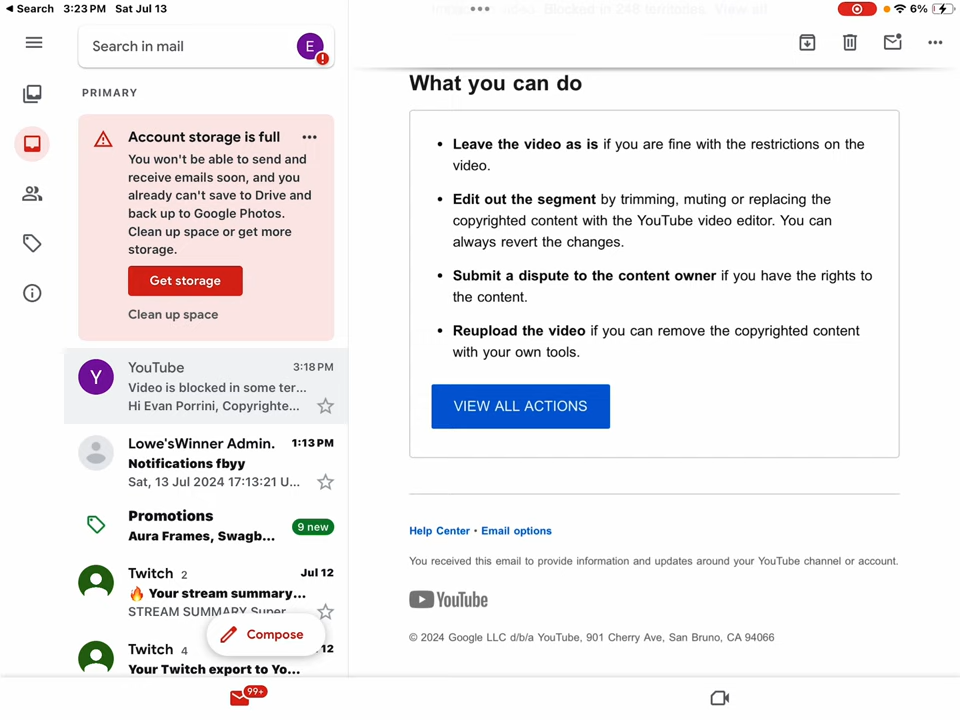 Search 3:23 PM Sat Jul 13
6%
Search in mail
E
PRIMARY
Account storage is full
You won't be able to send and
receive emails soon, and you
already can't save to Drive and
back up to Google Photos.
Clean up space or get more
storage.
Get storage
Clean up space
Y
YouTube 3:18 PM
Video is blocked in some ter...
Hi Evan Porrini, Copyrighte...
Lowe'sWinner Admin. 1:13 PM
Notifications fbyy
Sat, 13 Jul 2024 17:13:21 U...
Promotions
9 new
Aura Frames, Swagb...
Twitch 2 Jul 12
🔥 Your stream summary...
STREAM SUMMARY Super
Compose
Twitch 4 12
Your Twitch export to Yo...
99+
Blocked in 248 territories. View all
What you can do
• Leave the video as is if you are fine with the restrictions on the
video.
• Edit out the segment by trimming, muting or replacing the
copyrighted content with the YouTube video editor. You can
always revert the changes.
• Submit a dispute to the content owner if you have the rights to
the content.
• Reupload the video if you can remove the copyrighted content
with your own tools.
VIEW ALL ACTIONS
Help Center • Email options
You received this email to provide information and updates around your YouTube channel or account.
YouTube
© 2024 Google LLC d/b/a YouTube, 901 Cherry Ave, San Bruno, CA 94066